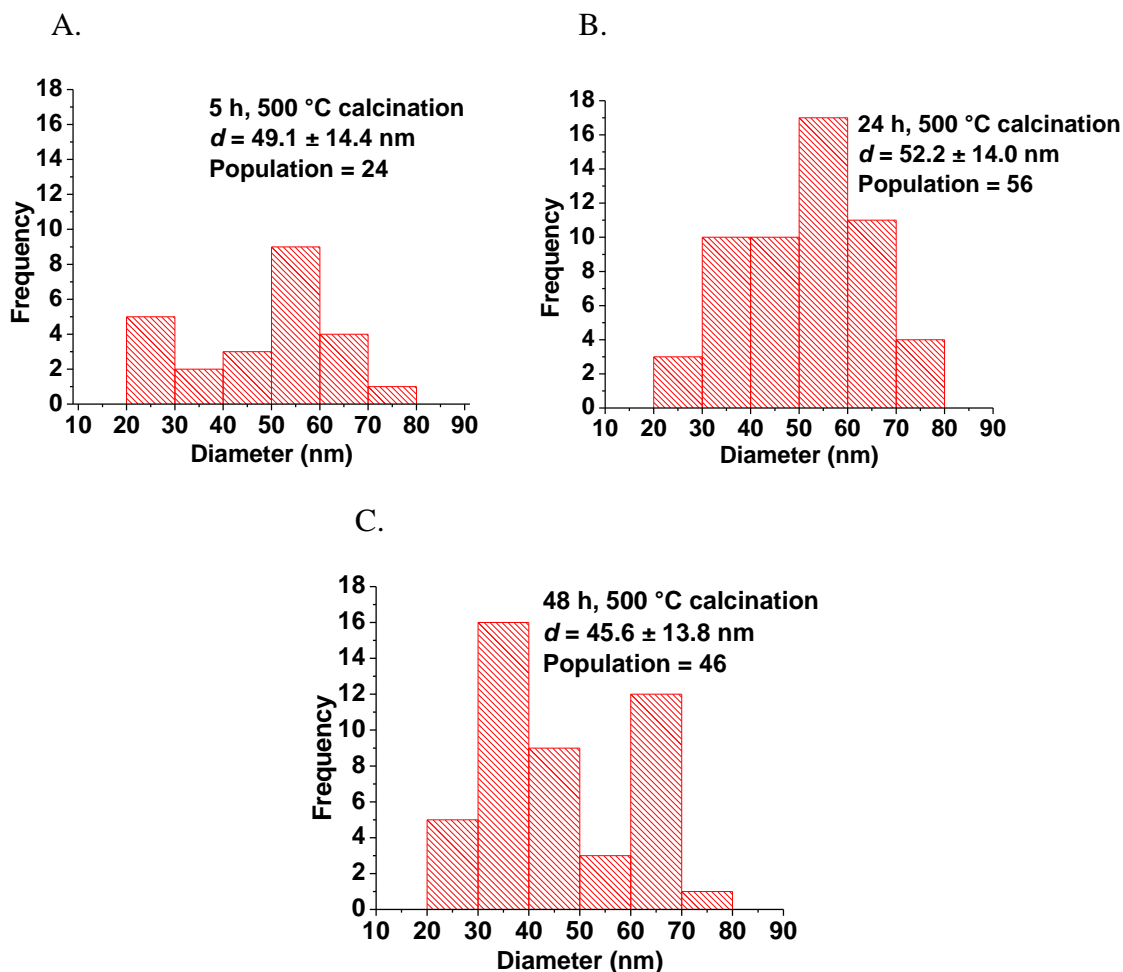 A.
18
16
14
12
10
8
6
4
2
0
Frequency
5 h, 500 °C calcination
d = 49.1 ± 14.4 nm
Population = 24
10 20 30 40 50 60 70 80 90
Diameter (nm)
B.
18
16
14
12
10
8
6
4
2
0
Frequency
24 h, 500 °C calcination
d = 52.2 ± 14.0 nm
Population = 56
10 20 30 40 50 60 70 80 90
Diameter (nm)
C.
18
16
14
12
10
8
6
4
2
0
Frequency
48 h, 500 °C calcination
d = 45.6 ± 13.8 nm
Population = 46
10 20 30 40 50 60 70 80 90
Diameter (nm)